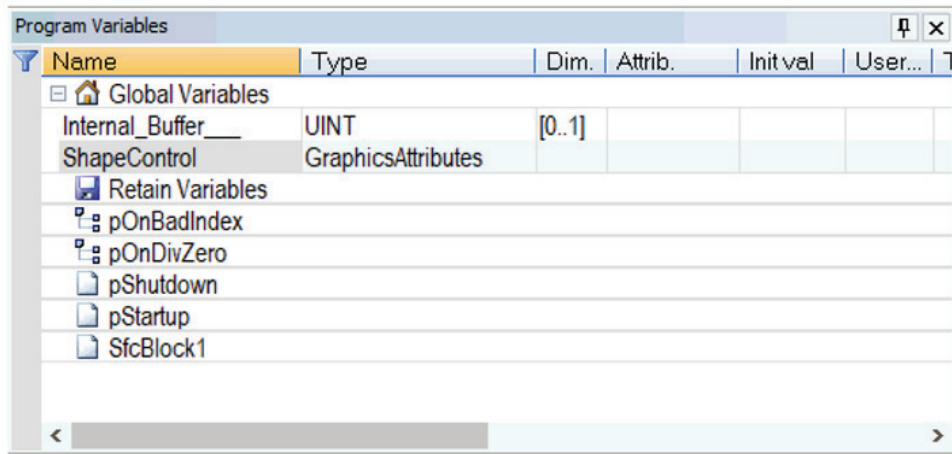 Program Variables
Name Type Dim. Attrib. Init val User... T
Global Variables
Internal_Buffer___ UINT [0..1]
ShapeControl GraphicsAttributes
Retain Variables
pOnBadIndex
pOnDivZero
pShutdown
pStartup
SfcBlock1